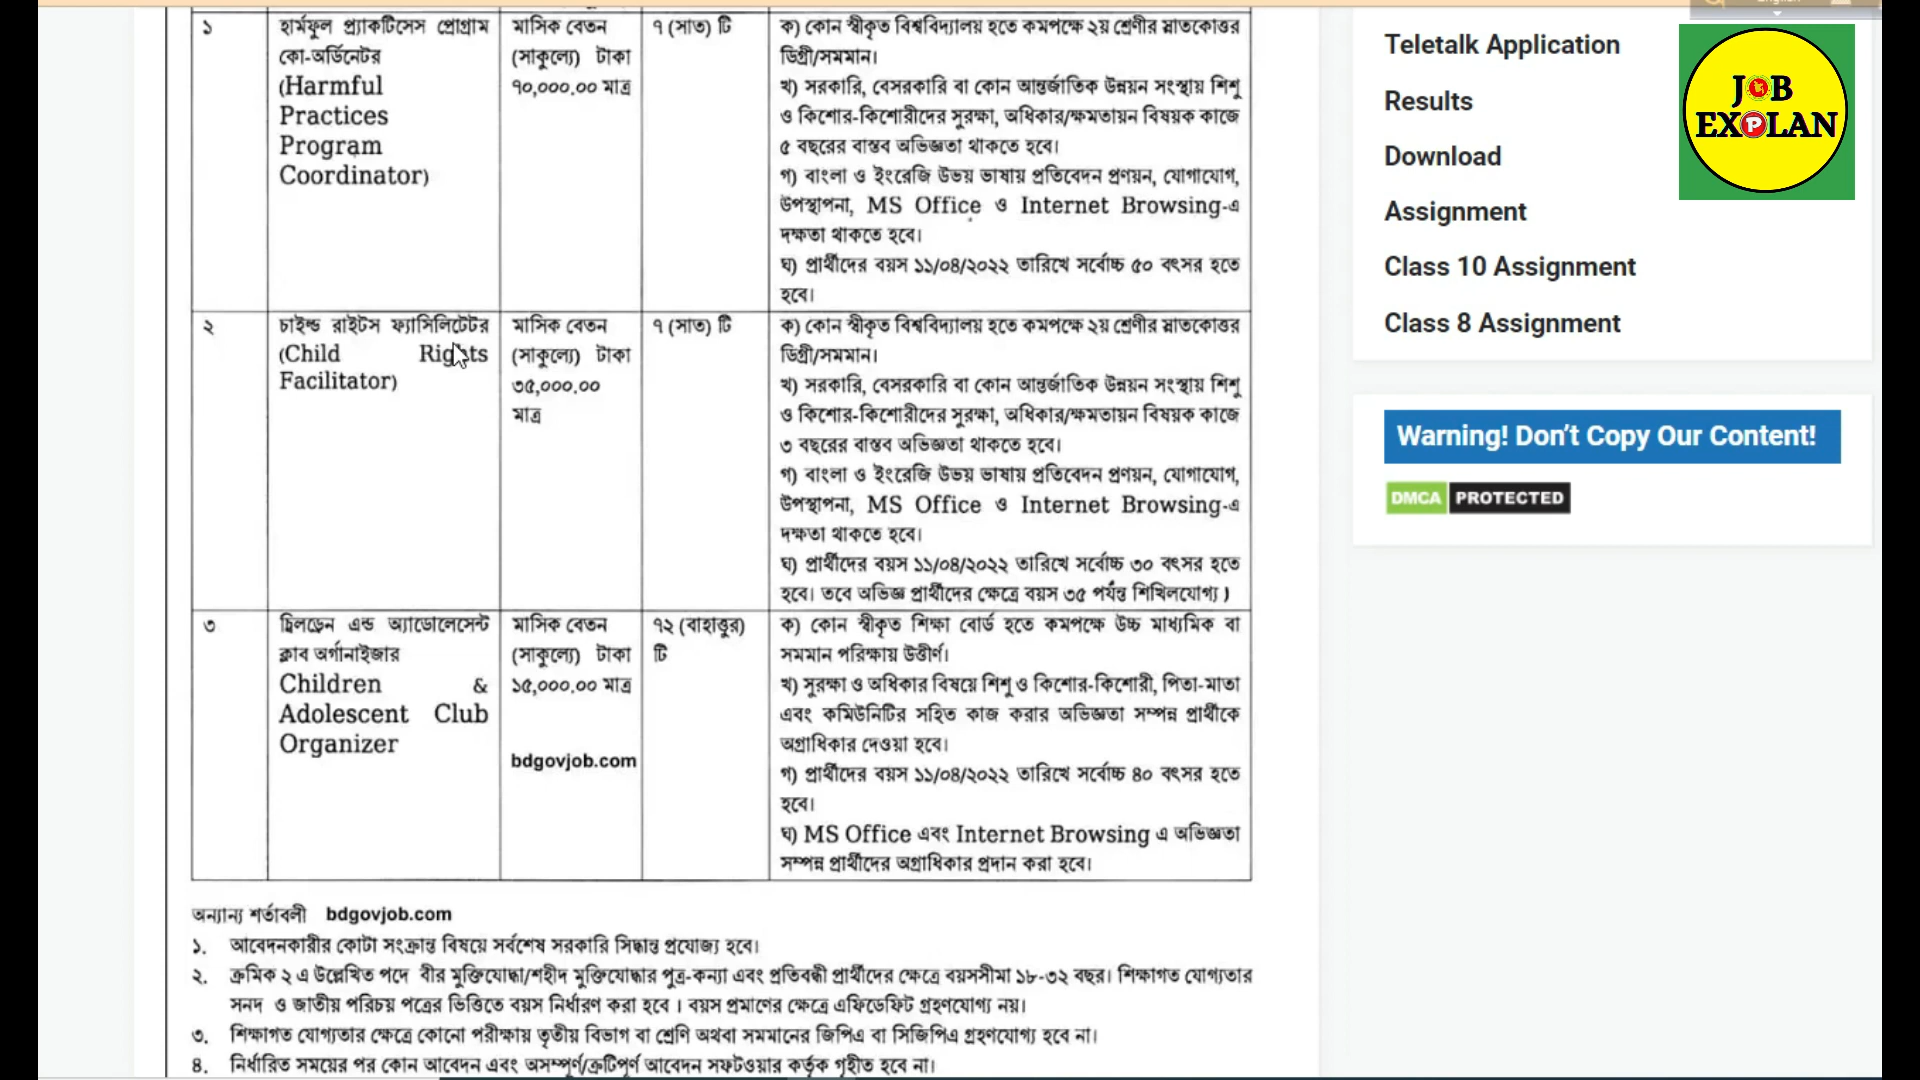 ১
হার্মফুল প্র্যাকটিসেস প্রোগ্রাম
কো-অর্ডিনেটর
(Harmful
Practices
Program
Coordinator)
মাসিক বেতন
(সাকুল্যে) টাকা
৭০,০০০.০০ মাত্র
৭ (সাত) টি
ক) কোন স্বীকৃত বিশ্ববিদ্যালয় হতে কমপক্ষে ২য় শ্রেণীর স্নাতকোত্তর
ডিগ্রী/সমমান।
খ) সরকারি, বেসরকারি বা কোন আন্তর্জাতিক উন্নয়ন সংস্থায় শিশু
ও কিশোর-কিশোরীদের সুরক্ষা, অধিকার/ক্ষমতায়ন বিষয়ক কাজে
৫ বছরের বাস্তব অভিজ্ঞতা থাকতে হবে।
গ) বাংলা ও ইংরেজি উভয় ভাষায় প্রতিবেদন প্রণয়ন, যোগাযোগ,
উপস্থাপনা, MS Office ও Internet Browsing-এ
দক্ষতা থাকতে হবে।
ঘ) প্রার্থীদের বয়স ১১/০৪/২০২২ তারিখে সর্বোচ্চ ৫০ বৎসর হতে
হবে।
২
চাইল্ড রাইটস ফ্যাসিলিটেটর
(Child Rights
Facilitator)
মাসিক বেতন
(সাকুল্যে) টাকা
৩৫,০০০.০০
মাত্র
৭ (সাত) টি
ক) কোন স্বীকৃত বিশ্ববিদ্যালয় হতে কমপক্ষে ২য় শ্রেণীর স্নাতকোত্তর
ডিগ্রী/সমমান।
খ) সরকারি, বেসরকারি বা কোন আন্তর্জাতিক উন্নয়ন সংস্থায় শিশু
ও কিশোর-কিশোরীদের সুরক্ষা, অধিকার/ক্ষমতায়ন বিষয়ক কাজে
৩ বছরের বাস্তব অভিজ্ঞতা থাকতে হবে।
গ) বাংলা ও ইংরেজি উভয় ভাষায় প্রতিবেদন প্রণয়ন, যোগাযোগ,
উপস্থাপনা, MS Office ও Internet Browsing-এ
দক্ষতা থাকতে হবে।
ঘ) প্রার্থীদের বয়স ১১/০৪/২০২২ তারিখে সর্বোচ্চ ৩০ বৎসর হতে
হবে। তবে অভিজ্ঞ প্রার্থীদের ক্ষেত্রে বয়স ৩৫ পর্যন্ত শিথিলযোগ্য)
৩
চিলড্রেন এন্ড অ্যাডোলেসেন্ট
ক্লাব অর্গানাইজার
Children &
Adolescent Club
Organizer
মাসিক বেতন
(সাকুল্যে) টাকা
১৫,০০০.০০ মাত্র
bdgovjob.com
৭২ (বাহাত্তুর)
টি
ক) কোন স্বীকৃত শিক্ষা বোর্ড হতে কমপক্ষে উচ্চ মাধ্যমিক বা
সমমান পরিক্ষায় উত্তীর্ণ।
খ) সুরক্ষা ও অধিকার বিষয়ে শিশু ও কিশোর-কিশোরী, পিতা-মাতা
এবং কমিউনিটির সহিত কাজ করার অভিজ্ঞতা সম্পন্ন প্রার্থীকে
অগ্রাধিকার দেওয়া হবে।
গ) প্রার্থীদের বয়স ১১/০৪/২০২২ তারিখে সর্বোচ্চ ৪০ বৎসর হতে
হবে।
ঘ) MS Office এবং Internet Browsing এ অভিজ্ঞতা
সম্পন্ন প্রার্থীদের অগ্রাধিকার প্রদান করা হবে।
অন্যান্য শর্তাবলী bdgovjob.com
১. আবেদনকারীর কোটা সংক্রান্ত বিষয়ে সর্বশেষ সরকারি সিদ্ধান্ত প্রযোজ্য হবে।
২. ক্রমিক ২ এ উল্লেখিত পদে বীর মুক্তিযোদ্ধা/শহীদ মুক্তিযোদ্ধার পুত্র-কন্যা এবং প্রতিবন্ধী প্রার্থীদের ক্ষেত্রে বয়সসীমা ১৮-৩২ বছর। শিক্ষাগত যোগ্যতার
সনদ ও জাতীয় পরিচয় পত্রের ভিত্তিতে বয়স নির্ধারণ করা হবে । বয়স প্রমাণের ক্ষেত্রে এফিডেফিট গ্রহণযোগ্য নয়।
৩. শিক্ষাগত যোগ্যতার ক্ষেত্রে কোনো পরীক্ষায় তৃতীয় বিভাগ বা শ্রেণি অথবা সমমানের জিপিএ বা সিজিপিএ গ্রহণযোগ্য হবে না।
৪. নির্ধারিত সময়ের পর কোন আবেদন এবং অসম্পূর্ণ/ত্রুটিপূর্ণ আবেদন সফটওয়ার কর্তৃক গৃহীত হবে না।
Teletalk Application
Results
Download
Assignment
Class 10 Assignment
Class 8 Assignment
JOB
EXPLAN
Warning! Don’t Copy Our Content!
DMCA PROTECTED